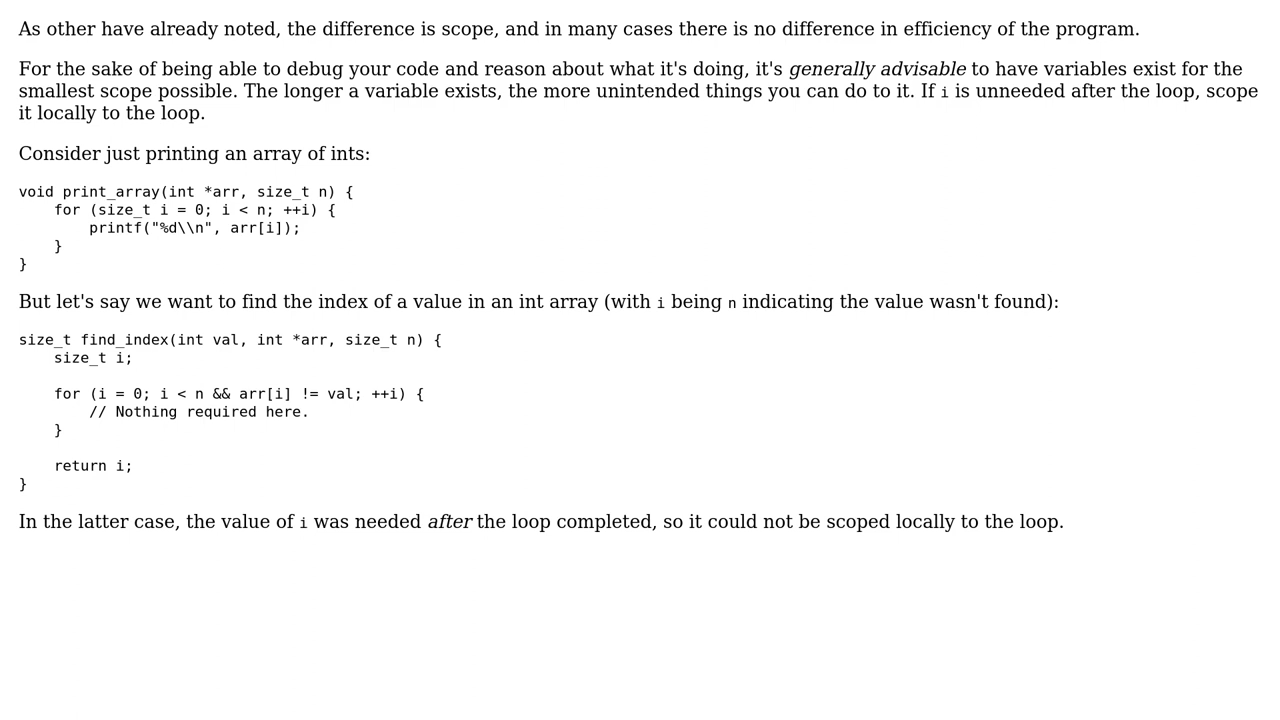 As other have already noted, the difference is scope, and in many cases there is no difference in efficiency of the program.
For the sake of being able to debug your code and reason about what it's doing, it's generally advisable to have variables exist for the
smallest scope possible. The longer a variable exists, the more unintended things you can do to it. If i is unneeded after the loop, scope
it locally to the loop.
Consider just printing an array of ints:
void print_array(int *arr, size_t n) {
    for (size_t i = 0; i < n; ++i) {
        printf("%d\\n", arr[i]);
    }
}
But let's say we want to find the index of a value in an int array (with i being n indicating the value wasn't found):
size_t find_index(int val, int *arr, size_t n) {
    size_t i;
    for (i = 0; i < n && arr[i] != val; ++i) {
        // Nothing required here.
    }
    return i;
}
In the latter case, the value of i was needed after the loop completed, so it could not be scoped locally to the loop.